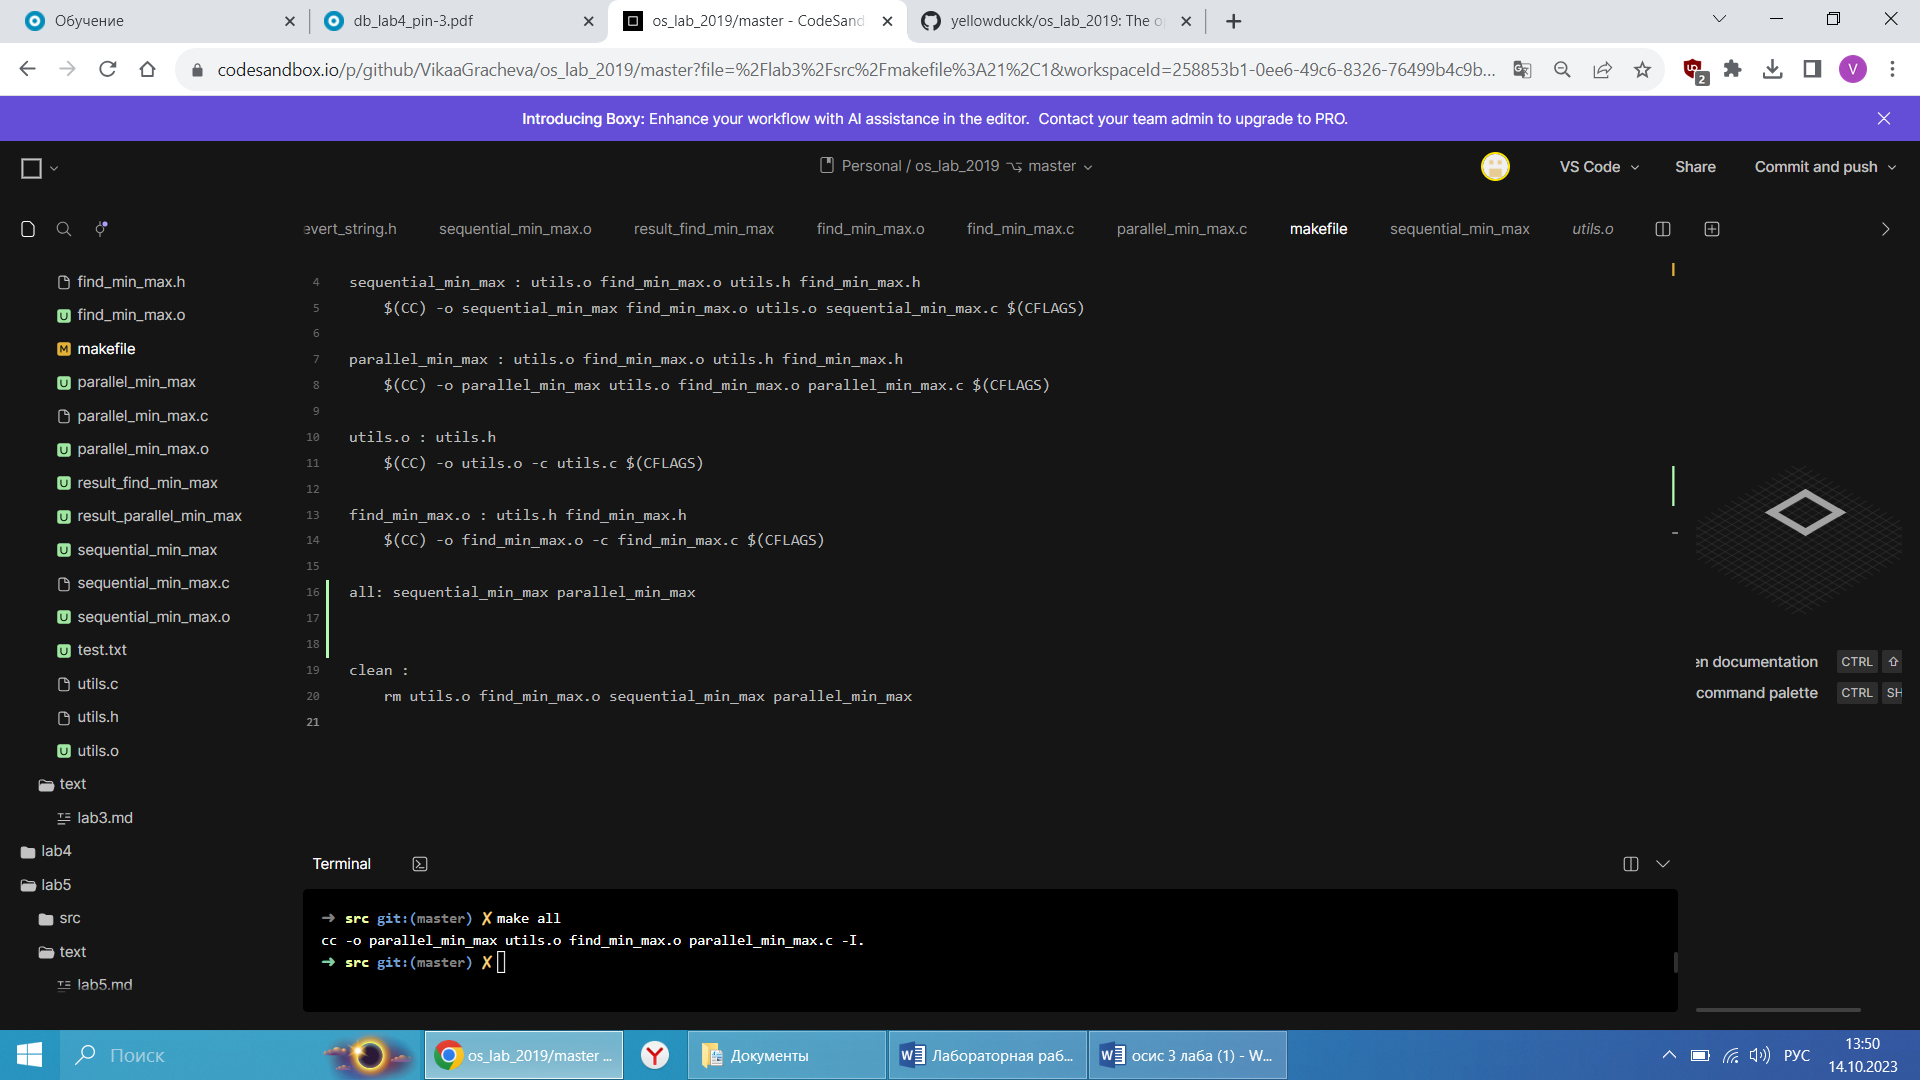 Обучение
db_lab4_pin-3.pdf
os_lab_2019/master - CodeSand
yellowduckk/os_lab_2019: The o
codesandbox.io/p/github/VikaaGracheva/os_lab_2019/master?file=%2Flab3%2Fsrc%2Fmakefile%3A21%2C1&workspaceId=258853b1-0ee6-49c6-8326-76499b4c9b...
2
V
Introducing Boxy: Enhance your workflow with AI assistance in the editor. Contact your team admin to upgrade to PRO.
Personal / os_lab_2019 master
VS Code
Share
Commit and push
evert_string.h
sequential_min_max.o
result_find_min_max
find_min_max.o
find_min_max.c
parallel_min_max.c
makefile
sequential_min_max
utils.o
find_min_max.h
U find_min_max.o
M makefile
U parallel_min_max
parallel_min_max.c
U parallel_min_max.o
U result_find_min_max
U result_parallel_min_max
U sequential_min_max
sequential_min_max.c
U sequential_min_max.o
U test.txt
utils.c
utils.h
U utils.o
text
lab3.md
lab4
lab5
src
text
lab5.md
4 sequential_min_max : utils.o find_min_max.o utils.h find_min_max.h
5 $(CC) -o sequential_min_max find_min_max.o utils.o sequential_min_max.c $(CFLAGS)
6
7 parallel_min_max : utils.o find_min_max.o utils.h find_min_max.h
8 $(CC) -o parallel_min_max utils.o find_min_max.o parallel_min_max.c $(CFLAGS)
9
10 utils.o : utils.h
11 $(CC) -o utils.o -c utils.c $(CFLAGS)
12
13 find_min_max.o : utils.h find_min_max.h
14 $(CC) -o find_min_max.o -c find_min_max.c $(CFLAGS)
15
16 all: sequential_min_max parallel_min_max
17
18
19 clean :
20 rm utils.o find_min_max.o sequential_min_max parallel_min_max
21
en documentation CTRL ⇧
command palette CTRL SH
Terminal
➜ src git:(master) ✗ make all
cc -o parallel_min_max utils.o find_min_max.o parallel_min_max.c -I.
➜ src git:(master) ✗
Поиск
os_lab_2019/master ...
Документы
Лабораторная раб...
осис 3 лаба (1) - W...
РУС
13:50
14.10.2023